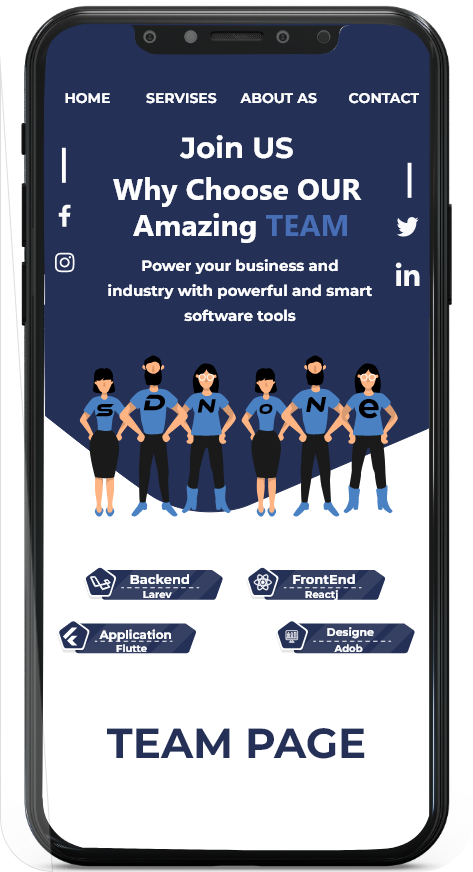 HOME SERVISES ABOUT AS CONTACT
Join US
Why Choose OUR
Amazing TEAM
Power your business and
industry with powerful and smart
software tools
S D N O N e
Backend
Larev
FrontEnd
Reactj
Application
Flutte
Designe
Adob
TEAM PAGE